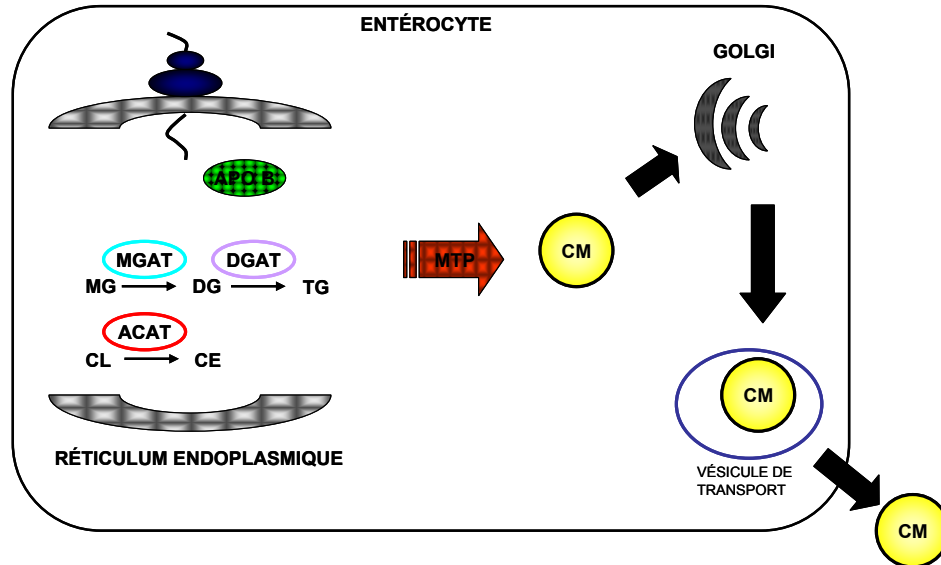 ENTÉROCYTE
GOLGI
APO B
MGAT DGAT
MG DG TG
MTP
CM
ACAT
CL CE
CM
RÉTICULUM ENDOPLASMIQUE
VÉSICULE DE
TRANSPORT
CM